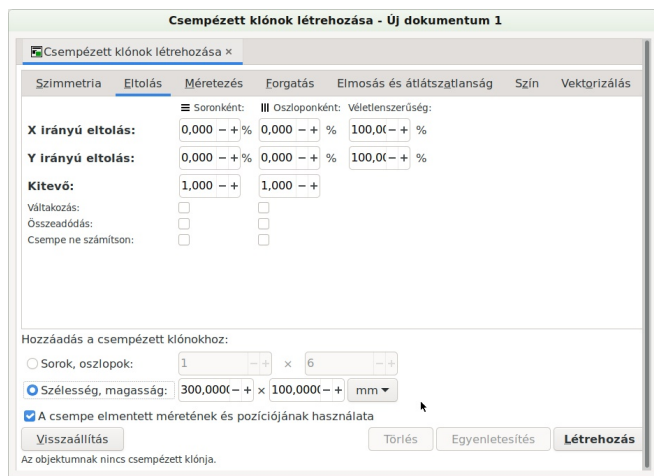 Csempézett klónok létrehozása - Új dokumentum 1
Csempézett klónok létrehozása ×
Szimmetria Eltolás Méretezés Forgatás Elmosás és átlátszatlanság Szín Vektorizálás
Soronként: Oszloponként: Véletlenszerűség:
X irányú eltolás: 0,000 − + % 0,000 − + % 100,00 − + %
Y irányú eltolás: 0,000 − + % 0,000 − + % 100,00 − + %
Kitevő: 1,000 − + 1,000 − +
Váltakozás:
Összeadódás:
Csempe ne számítson:
Hozzáadás a csempézett klónokhoz:
Sorok, oszlopok: 1 − + × 6 − +
Szélesség, magasság: 300,0000 − + × 100,0000 − + mm
A csempe elmentett méretének és pozíciójának használata
Visszaállítás Törlés Egyenletesítés Létrehozás
Az objektumnak nincs csempézett klónja.